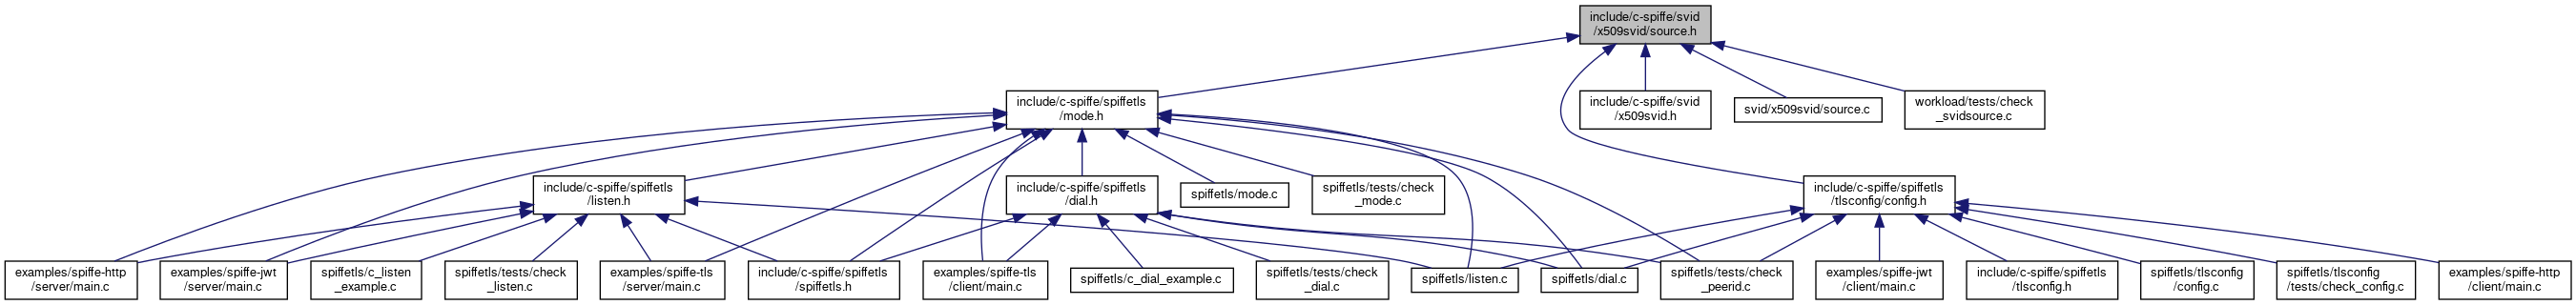 include/c-spiffe/svid
/x509svid/source.h
include/c-spiffe/spiffetls
/mode.h
include/c-spiffe/svid
/x509svid.h
svid/x509svid/source.c
workload/tests/check
_svidsource.c
include/c-spiffe/spiffetls
/listen.h
include/c-spiffe/spiffetls
/dial.h
spiffetls/mode.c
spiffetls/tests/check
_mode.c
include/c-spiffe/spiffetls
/tlsconfig/config.h
examples/spiffe-http
/server/main.c
examples/spiffe-jwt
/server/main.c
spiffetls/c_listen
_example.c
spiffetls/tests/check
_listen.c
examples/spiffe-tls
/server/main.c
include/c-spiffe/spiffetls
/spiffetls.h
examples/spiffe-tls
/client/main.c
spiffetls/c_dial_example.c
spiffetls/tests/check
_dial.c
spiffetls/listen.c
spiffetls/dial.c
spiffetls/tests/check
_peerid.c
examples/spiffe-jwt
/client/main.c
include/c-spiffe/spiffetls
/tlsconfig.h
spiffetls/tlsconfig
/config.c
spiffetls/tlsconfig
/tests/check_config.c
examples/spiffe-http
/client/main.c